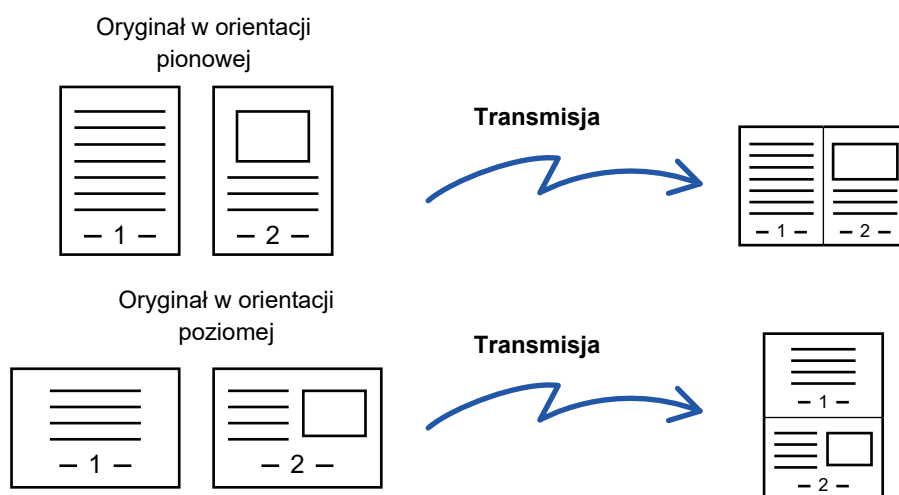 Oryginał w orientacji
pionowej
Transmisja
– 1 –
– 2 –
– 1 –
– 2 –
Oryginał w orientacji
poziomej
Transmisja
– 1 –
– 2 –
– 1 –
– 2 –